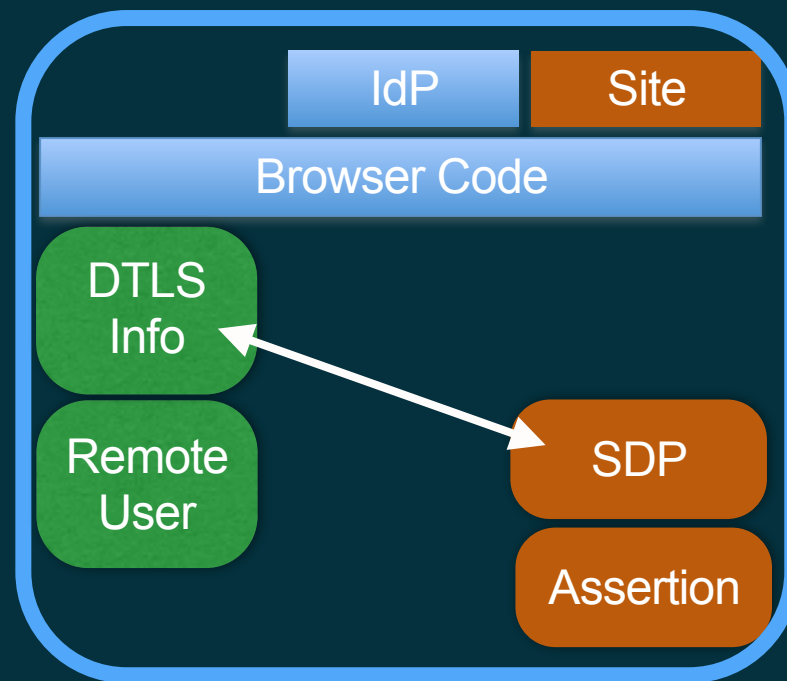 IdP
Site
Browser Code
DTLS
Info
Remote
User
SDP
Assertion